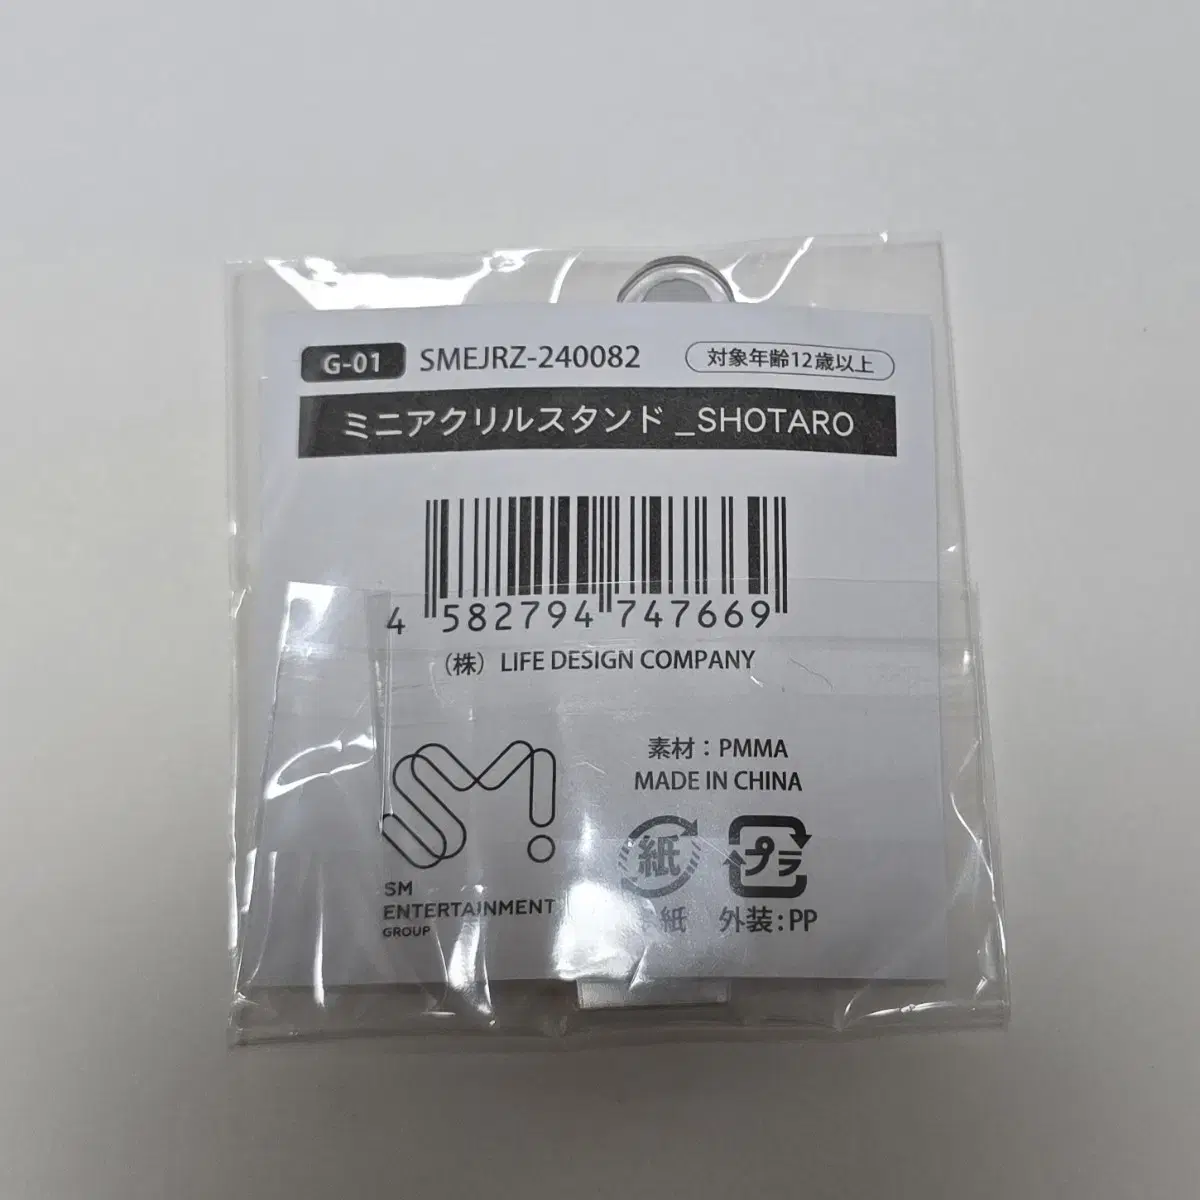 G-01 SMEJRZ-240082 対象年齢12歳以上
ミニアクリルスタンド _SHOTARO
4 582794 747669
（株）LIFE DESIGN COMPANY
素材：PMMA
MADE IN CHINA
紙 プラ
紙 外装:PP
SM
ENTERTAINMENT
GROUP